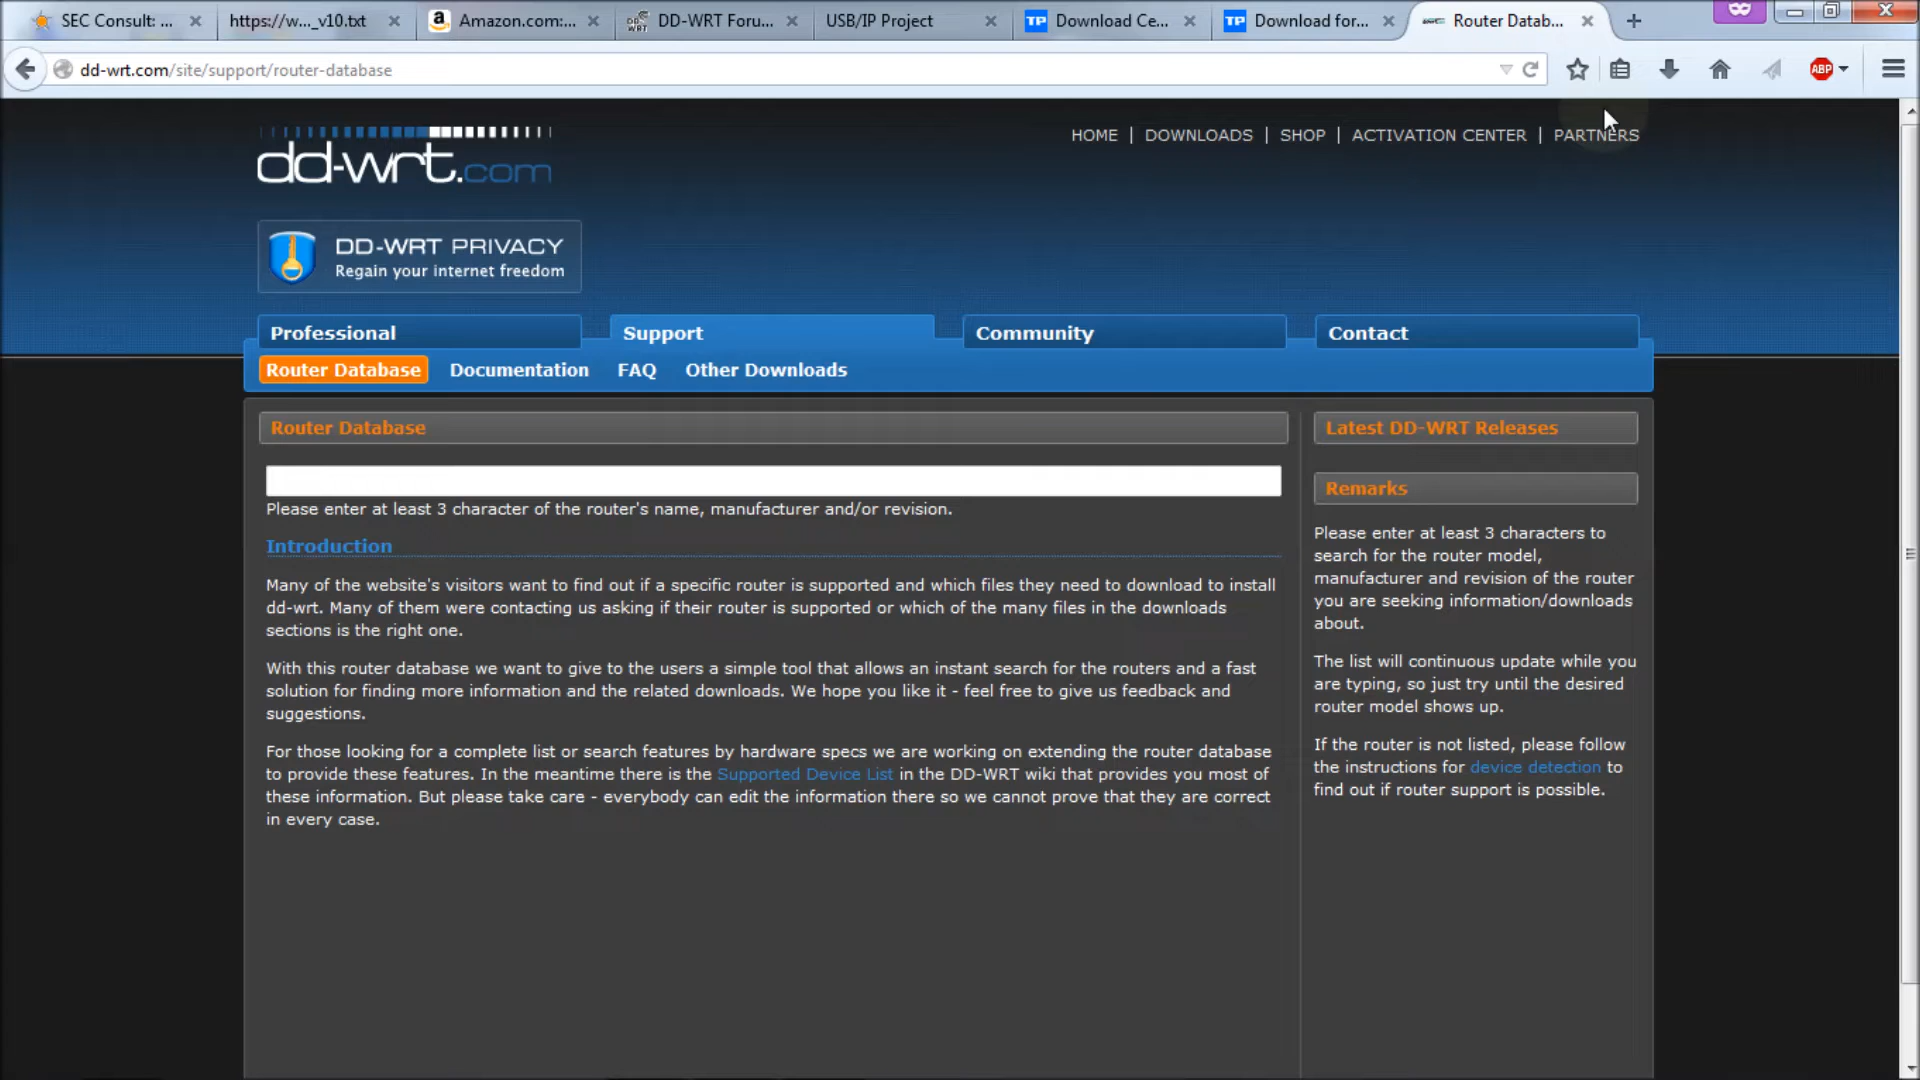 SEC Consult: ...
https://w..._v10.txt
Amazon.com:...
DD-WRT Foru...
USB/IP Project
TP Download Ce...
TP Download for...
Router Datab...
dd-wrt.com/site/support/router-database
ABP
dd-wrt.com
HOME | DOWNLOADS | SHOP | ACTIVATION CENTER | PARTNERS
DD-WRT PRIVACY
Regain your internet freedom
Professional
Support
Community
Contact
Router Database
Documentation
FAQ
Other Downloads
Router Database
Please enter at least 3 character of the router's name, manufacturer and/or revision.
Introduction
Many of the website's visitors want to find out if a specific router is supported and which files they need to download to install
dd-wrt. Many of them were contacting us asking if their router is supported or which of the many files in the downloads
sections is the right one.
With this router database we want to give to the users a simple tool that allows an instant search for the routers and a fast
solution for finding more information and the related downloads. We hope you like it - feel free to give us feedback and
suggestions.
For those looking for a complete list or search features by hardware specs we are working on extending the router database
to provide these features. In the meantime there is the Supported Device List in the DD-WRT wiki that provides you most of
these information. But please take care - everybody can edit the information there so we cannot prove that they are correct
in every case.
Latest DD-WRT Releases
Remarks
Please enter at least 3 characters to
search for the router model,
manufacturer and revision of the router
you are seeking information/downloads
about.
The list will continuous update while you
are typing, so just try until the desired
router model shows up.
If the router is not listed, please follow
the instructions for device detection to
find out if router support is possible.